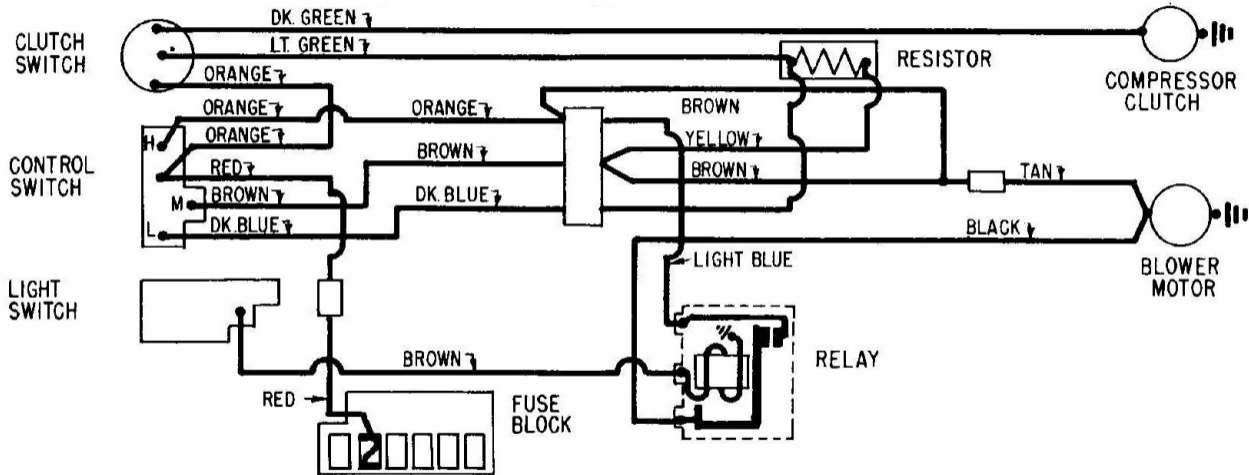 DK. GREEN
CLUTCH
SWITCH
LT. GREEN
ORANGE
RESISTOR
COMPRESSOR
CLUTCH
ORANGE
ORANGE
BROWN
H
ORANGE
YELLOW
CONTROL
SWITCH
RED
BROWN
BROWN
TAN
M
BROWN
DK. BLUE
L
DK. BLUE
BLACK
LIGHT BLUE
BLOWER
MOTOR
LIGHT
SWITCH
BROWN
RELAY
RED
FUSE
BLOCK
2